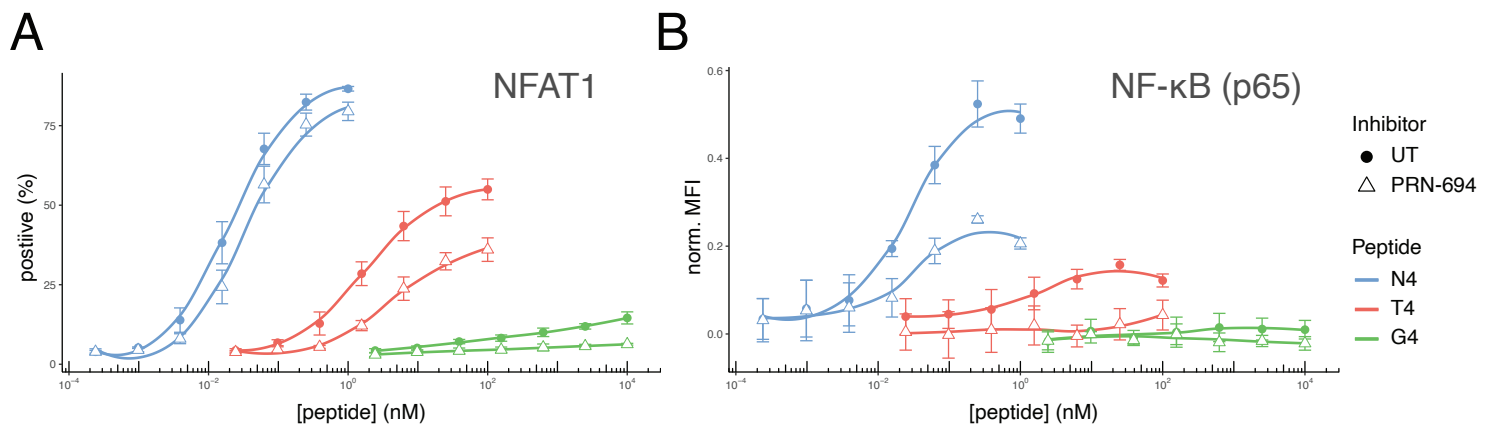 A
B
NFAT1
NF-κB (p65)
postiive (%)
75
50
25
0
10⁻⁴
10⁻²
10⁰
10²
10⁴
[peptide] (nM)
norm. MFI
0.6
0.4
0.2
0.0
10⁻⁴
10⁻²
10⁰
10²
10⁴
[peptide] (nM)
Inhibitor
UT
PRN-694
Peptide
N4
T4
G4